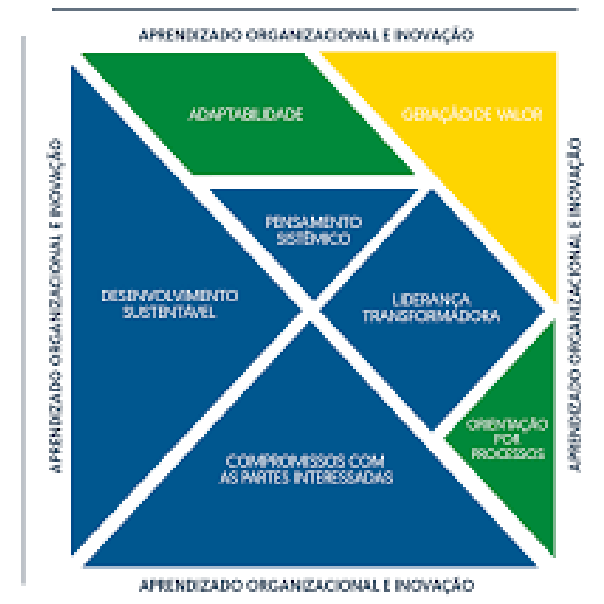 APRENDIZADO ORGANIZACIONAL E INOVAÇÃO
ADAPTABILIDADE
GERAÇÃO DE VALOR
APRENDIZADO ORGANIZACIONAL E INOVAÇÃO
APRENDIZADO ORGANIZACIONAL E INOVAÇÃO
PENSAMENTO
SISTÊMICO
DESENVOLVIMENTO
SUSTENTÁVEL
LIDERANÇA
TRANSFORMADORA
ORIENTAÇÃO
POR
PROCESSOS
COMPROMISSOS COM
AS PARTES INTERESSADAS
APRENDIZADO ORGANIZACIONAL E INOVAÇÃO